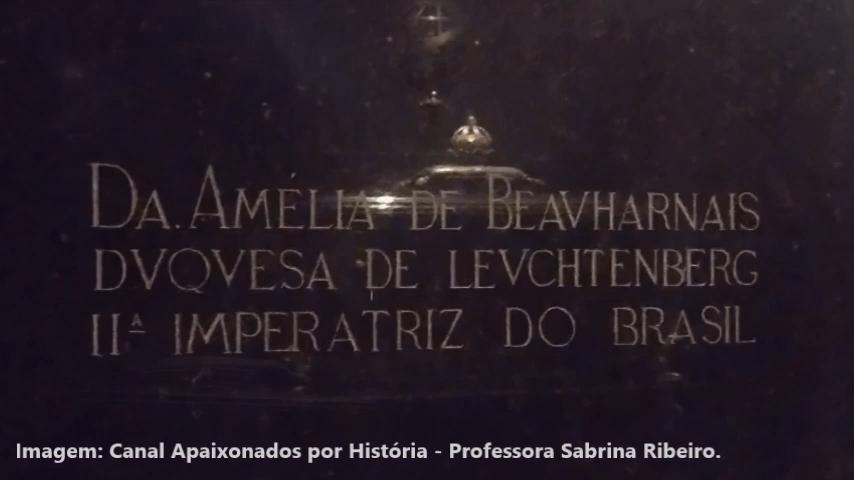 DA. AMÉLIA DE BEAVHARNAIS
DVQVESA DE LEVCHTENBERG
IIª IMPERATRIZ DO BRASIL
Imagem: Canal Apaixonados por História - Professora Sabrina Ribeiro.